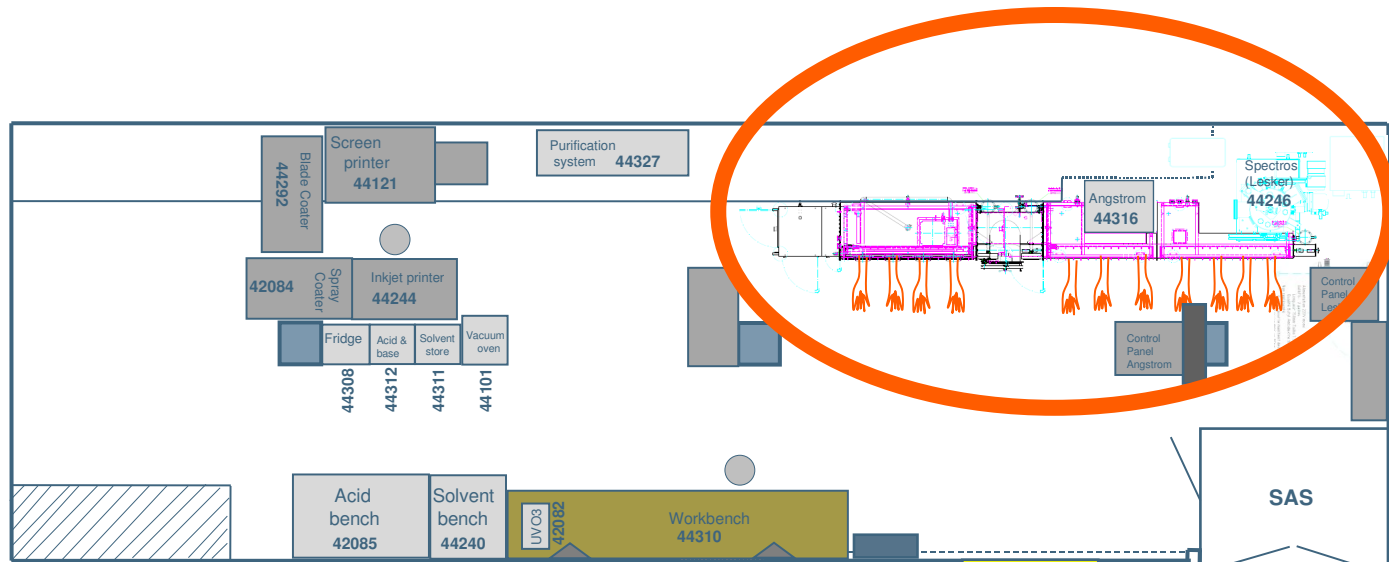 Screen
printer
44121
Blade Coater
44292
Purification
system 44327
Spectros
(Lesker)
44246
Angstrom
44316
42084
Spray
Coater
Inkjet printer
44244
Control
Panel
Fridge
Acid &
base
Solvent
store
Vacuum
oven
44308
44312
44311
44101
Control
Panel
Angstrom
Acid
bench
42085
Solvent
bench
44240
UVO3
42082
Workbench
44310
SAS